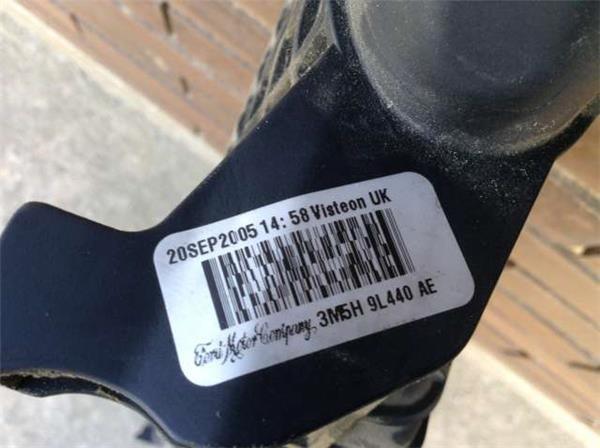 20SEP2005 14:58 Visteon UK
Ford Motor Company 3M5H 9L440 AE